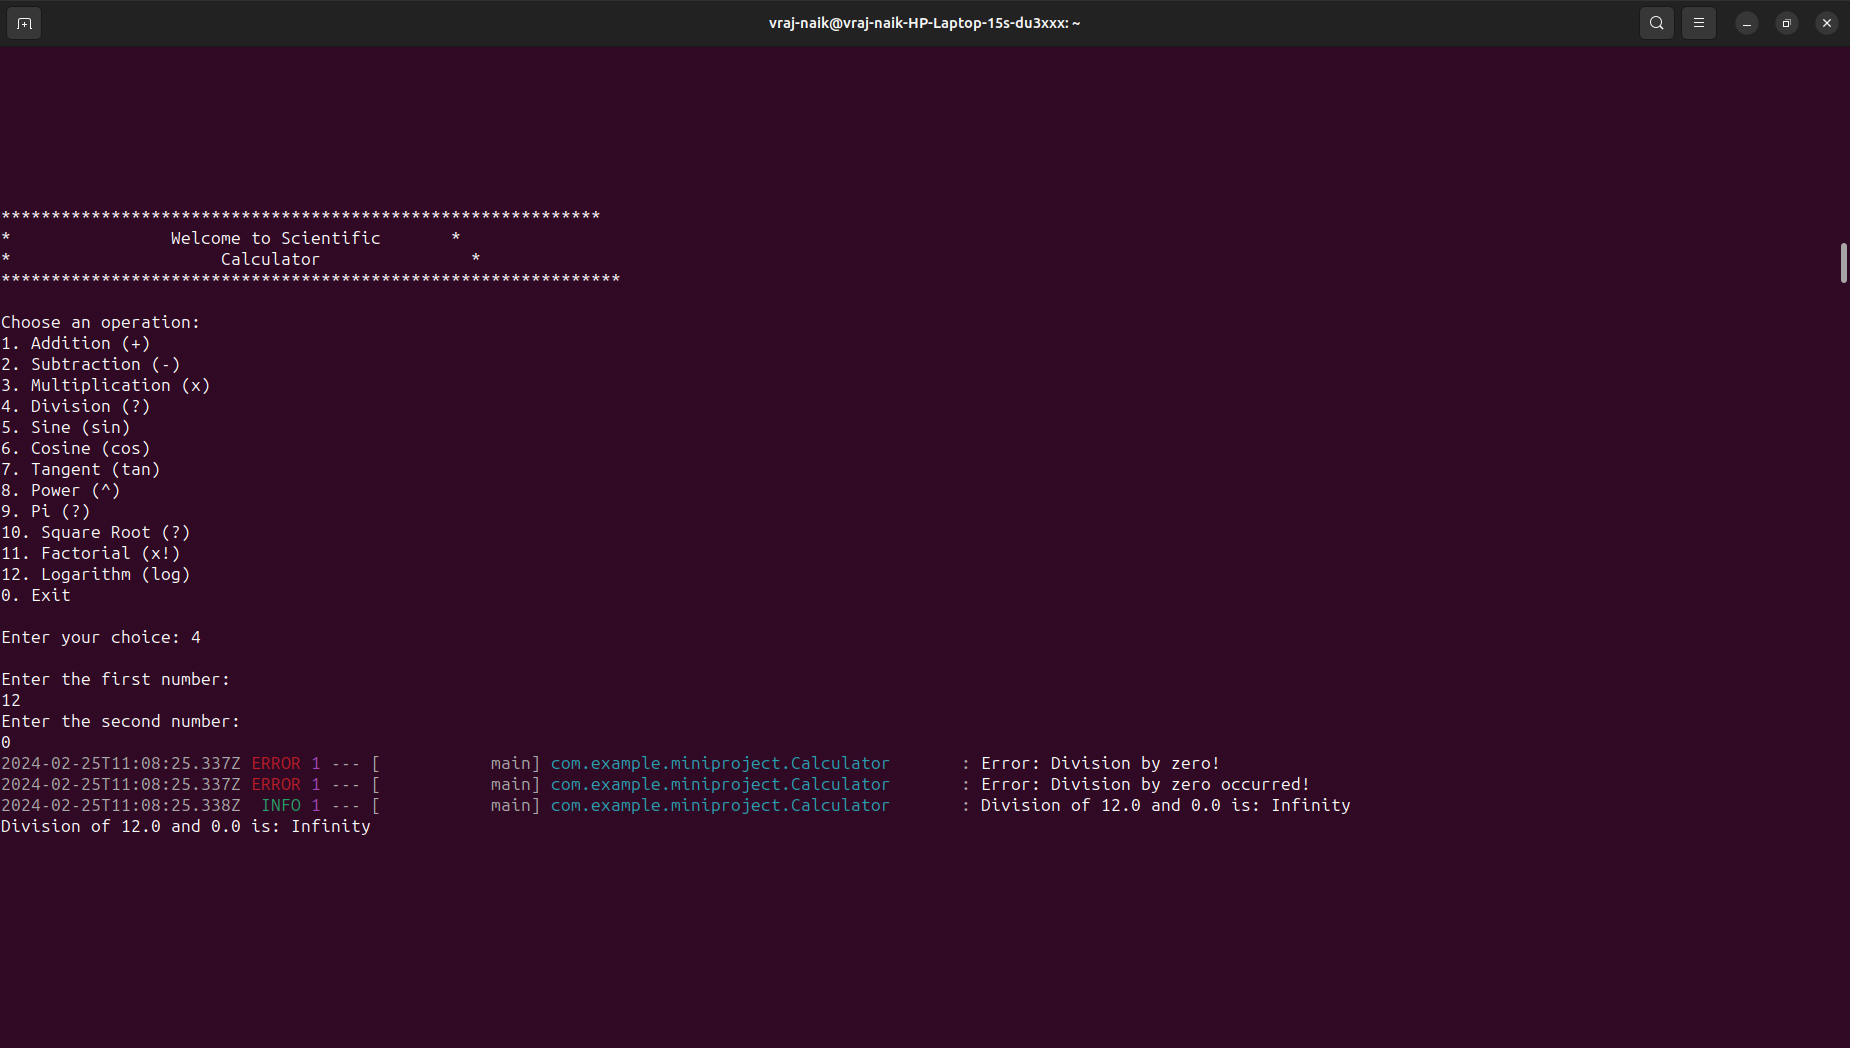 vraj-naik@vraj-naik-HP-Laptop-15s-du3xxx: ~
************************************************************
*                Welcome to Scientific       *
*                     Calculator               *
**************************************************************
Choose an operation:
1. Addition (+)
2. Subtraction (-)
3. Multiplication (x)
4. Division (?)
5. Sine (sin)
6. Cosine (cos)
7. Tangent (tan)
8. Power (^)
9. Pi (?)
10. Square Root (?)
11. Factorial (x!)
12. Logarithm (log)
0. Exit
Enter your choice: 4
Enter the first number:
12
Enter the second number:
0
2024-02-25T11:08:25.337Z ERROR 1 --- [           main] com.example.miniproject.Calculator       : Error: Division by zero!
2024-02-25T11:08:25.337Z ERROR 1 --- [           main] com.example.miniproject.Calculator       : Error: Division by zero occurred!
2024-02-25T11:08:25.338Z  INFO 1 --- [           main] com.example.miniproject.Calculator       : Division of 12.0 and 0.0 is: Infinity
Division of 12.0 and 0.0 is: Infinity